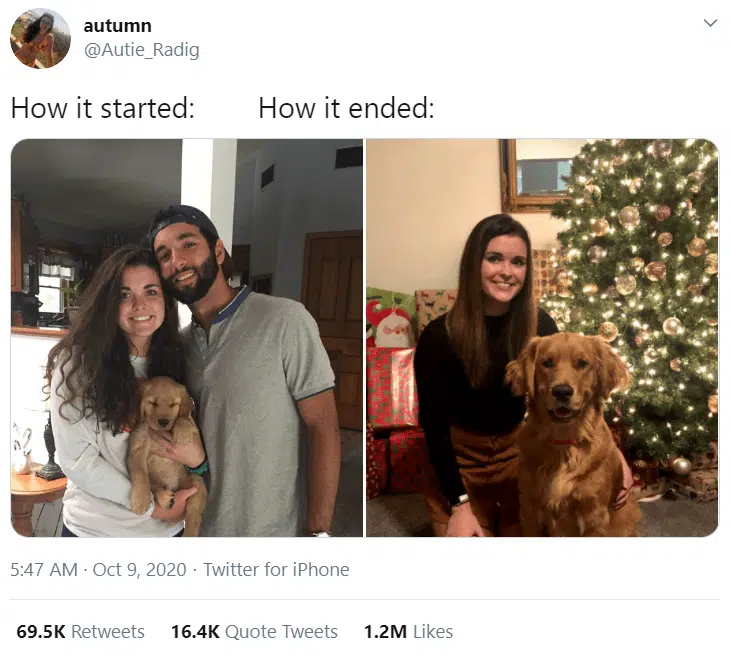 autumn
@Autie_Radig
How it started: How it ended:
5:47 AM · Oct 9, 2020 · Twitter for iPhone
69.5K Retweets 16.4K Quote Tweets 1.2M Likes